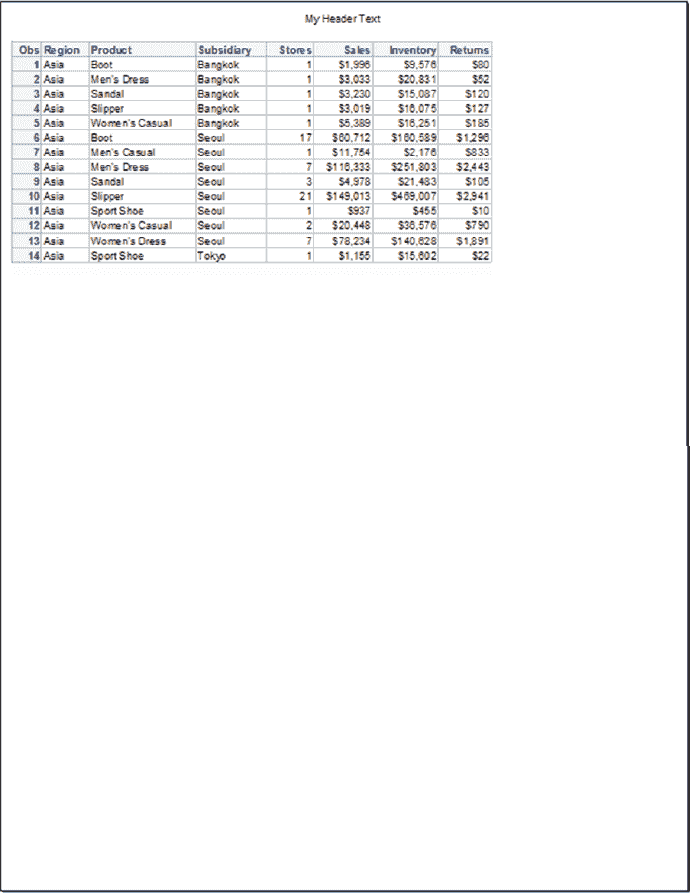 My Header Text
Obs Region Product Subsidiary Stores Sales Inventory Returns
1 Asia Boot Bangkok 1 $1,996 $9,576 $80
2 Asia Men's Dress Bangkok 1 $3,033 $20,831 $52
3 Asia Sandal Bangkok 1 $3,230 $15,087 $120
4 Asia Slipper Bangkok 1 $3,019 $16,075 $127
5 Asia Women's Casual Bangkok 1 $5,389 $16,251 $185
6 Asia Boot Seoul 17 $60,712 $160,589 $1,296
7 Asia Men's Casual Seoul 1 $11,754 $2,176 $833
8 Asia Men's Dress Seoul 7 $116,333 $251,803 $2,443
9 Asia Sandal Seoul 3 $4,978 $21,483 $105
10 Asia Slipper Seoul 21 $149,013 $469,007 $2,941
11 Asia Sport Shoe Seoul 1 $937 $455 $10
12 Asia Women's Casual Seoul 2 $20,448 $36,576 $790
13 Asia Women's Dress Seoul 7 $78,234 $140,628 $1,891
14 Asia Sport Shoe Tokyo 1 $1,155 $15,602 $22